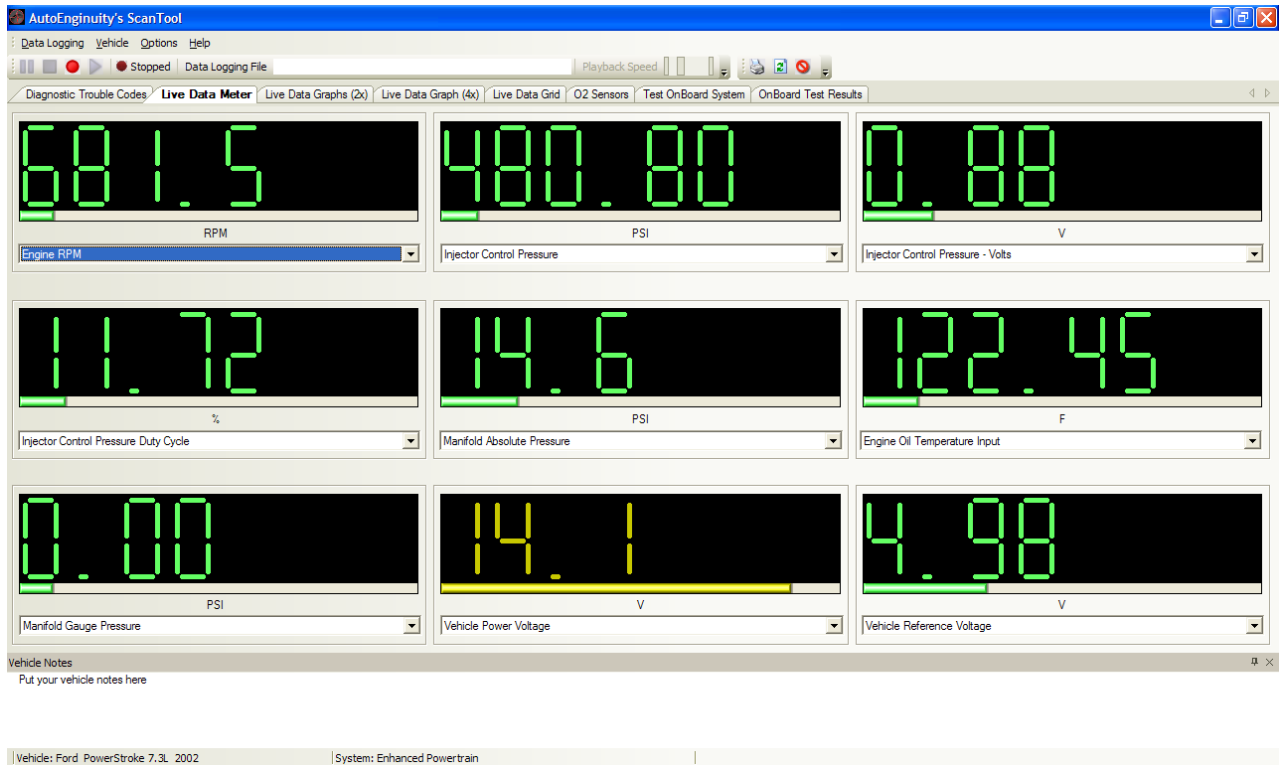 AutoEnginuity's ScanTool
Data Logging Vehicle Options Help
Stopped Data Logging File Playback Speed
Diagnostic Trouble Codes Live Data Meter Live Data Graphs (2x) Live Data Graph (4x) Live Data Grid O2 Sensors Test OnBoard System OnBoard Test Results
681.5 480.80 0.88
RPM PSI V
Engine RPM Injector Control Pressure Injector Control Pressure - Volts
11.72 14.6 122.45
% PSI F
Injector Control Pressure Duty Cycle Manifold Absolute Pressure Engine Oil Temperature Input
0.00 14.1 4.98
PSI V V
Manifold Gauge Pressure Vehicle Power Voltage Vehicle Reference Voltage
Vehicle Notes
Put your vehicle notes here
Vehicle: Ford PowerStroke 7.3L 2002 System: Enhanced Powertrain